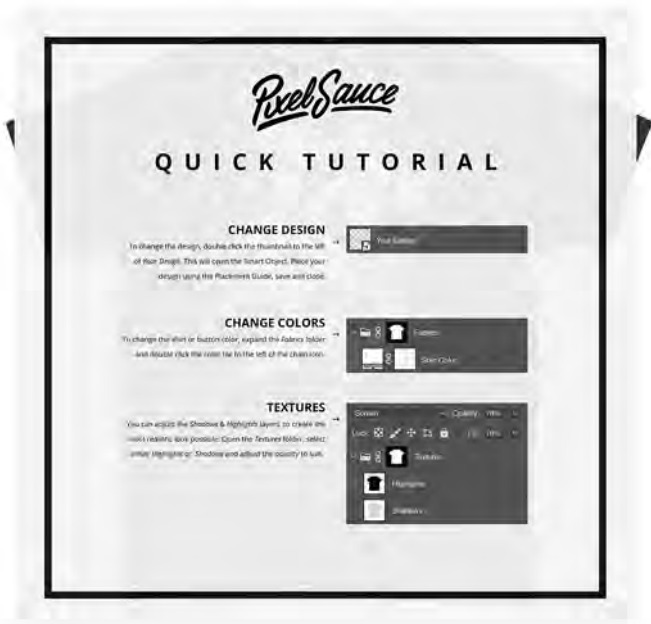 PixelSauce
QUICK TUTORIAL
CHANGE DESIGN
To change the design, double click the thumbnail to the left
of Your Design. This will open the Smart Object. Place your
design using the Placement Guide, save and close.
→
Your Design
CHANGE COLORS
To change the shirt or button color, expand the Fabrics folder
and double click the color tile to the left of the chain icon.
→
Fabrics
Shirt Color
TEXTURES
You can adjust the Shadows & Highlights layers, to create the
most realistic look possible. Open the Textures folder, select
either Highlights or Shadows and adjust the opacity to suit.
→
Screen Opacity:
Lock:
Textures
Highlights
Shadows